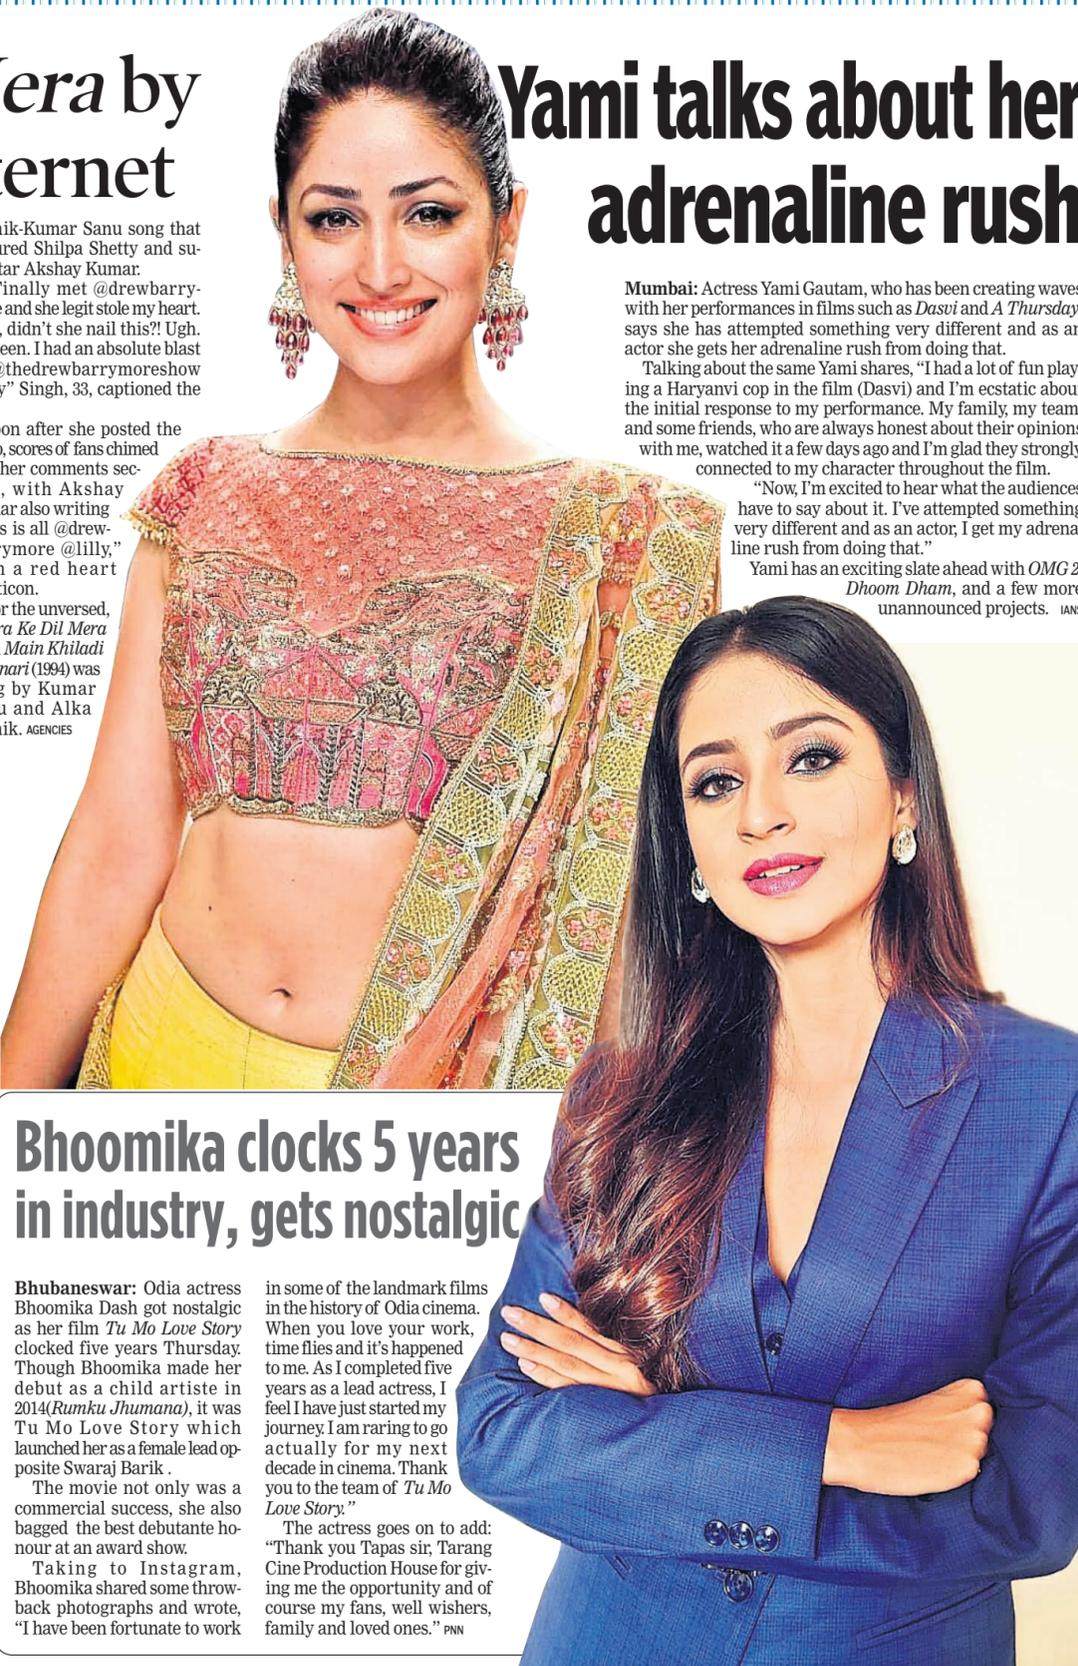 era by
ternet
nik-Kumar Sanu song that
ured Shilpa Shetty and su-
tar Akshay Kumar.
Finally met @drewbarry-
e and she legit stole my heart.
, didn't she nail this?! Ugh.
een. I had an absolute blast
@thedrewbarrymoreshow
y” Singh, 33, captioned the
on after she posted the
o, scores of fans chimed
her comments sec-
, with Akshay
ar also writing
s is all @drew-
rymore @lilly,”
n a red heart
ticon.
or the unversed,
ra Ke Dil Mera
Main Khiladi
nari (1994) was
g by Kumar
u and Alka
nik. AGENCIES
Yami talks about her
adrenaline rush
Mumbai: Actress Yami Gautam, who has been creating waves
with her performances in films such as Dasvi and A Thursday
says she has attempted something very different and as an
actor she gets her adrenaline rush from doing that.
Talking about the same Yami shares, “I had a lot of fun play
ing a Haryanvi cop in the film (Dasvi) and I'm ecstatic about
the initial response to my performance. My family, my team
and some friends, who are always honest about their opinions
with me, watched it a few days ago and I'm glad they strongly
connected to my character throughout the film.
“Now, I'm excited to hear what the audiences
have to say about it. I've attempted something
very different and as an actor, I get my adrena
line rush from doing that.”
Yami has an exciting slate ahead with OMG 2
Dhoom Dham, and a few more
unannounced projects. IANS
Bhoomika clocks 5 years
in industry, gets nostalgic
Bhubaneswar: Odia actress
Bhoomika Dash got nostalgic
as her film Tu Mo Love Story
clocked five years Thursday.
Though Bhoomika made her
debut as a child artiste in
2014(Rumku Jhumana), it was
Tu Mo Love Story which
launched her as a female lead op-
posite Swaraj Barik .
The movie not only was a
commercial success, she also
bagged the best debutante ho-
nour at an award show.
Taking to Instagram,
Bhoomika shared some throw-
back photographs and wrote,
“I have been fortunate to work
in some of the landmark films
in the history of Odia cinema.
When you love your work,
time flies and it's happened
to me. As I completed five
years as a lead actress, I
feel I have just started my
journey. I am raring to go
actually for my next
decade in cinema. Thank
you to the team of Tu Mo
Love Story.”
The actress goes on to add:
“Thank you Tapas sir, Tarang
Cine Production House for giv-
ing me the opportunity and of
course my fans, well wishers,
family and loved ones.” PNN